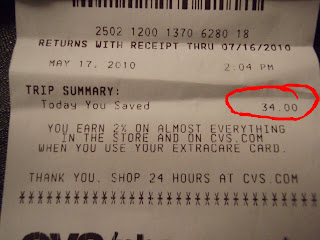 2502 1200 1370 6280 18
RETURNS WITH RECEIPT THRU 07/16/2010
MAY 17, 2010 2:04 PM
TRIP SUMMARY:
Today You Saved 34.00
YOU EARN 2% ON ALMOST EVERYTHING
IN THE STORE AND ON CVS.COM
WHEN YOU USE YOUR EXTRACARE CARD.
THANK YOU. SHOP 24 HOURS AT CVS.COM
CVS/